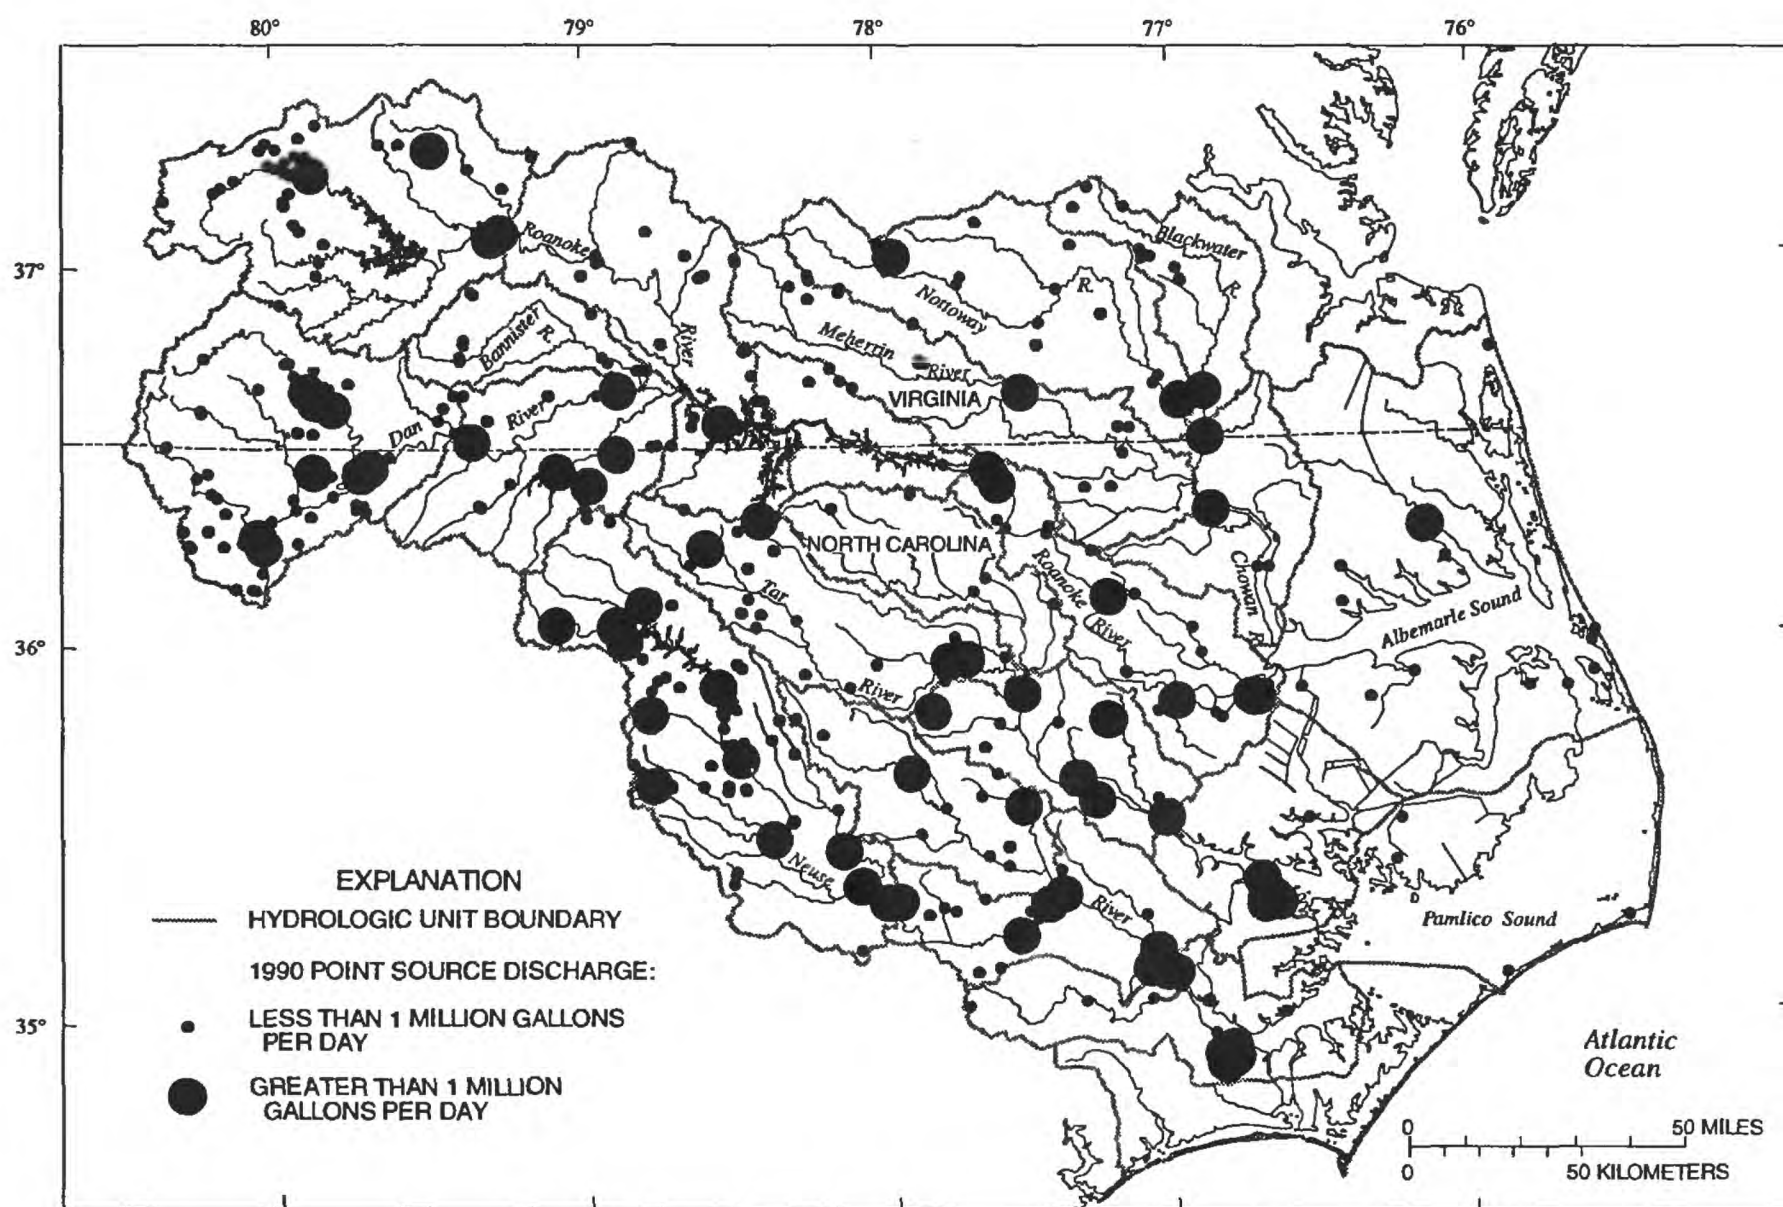 80° 79° 78° 77° 76°
37°
36°
35°
Roanoke
River
Blackwater
R.
Nottoway
R.
Meherrin
River
Bannister
R.
Dan
River
VIRGINIA
NORTH CAROLINA
Roanoke
River
Chowan
R.
Albemarle Sound
Tar
River
Neuse
River
Pamlico Sound
Atlantic
Ocean
EXPLANATION
HYDROLOGIC UNIT BOUNDARY
1990 POINT SOURCE DISCHARGE:
LESS THAN 1 MILLION GALLONS
PER DAY
GREATER THAN 1 MILLION
GALLONS PER DAY
0 50 MILES
0 50 KILOMETERS